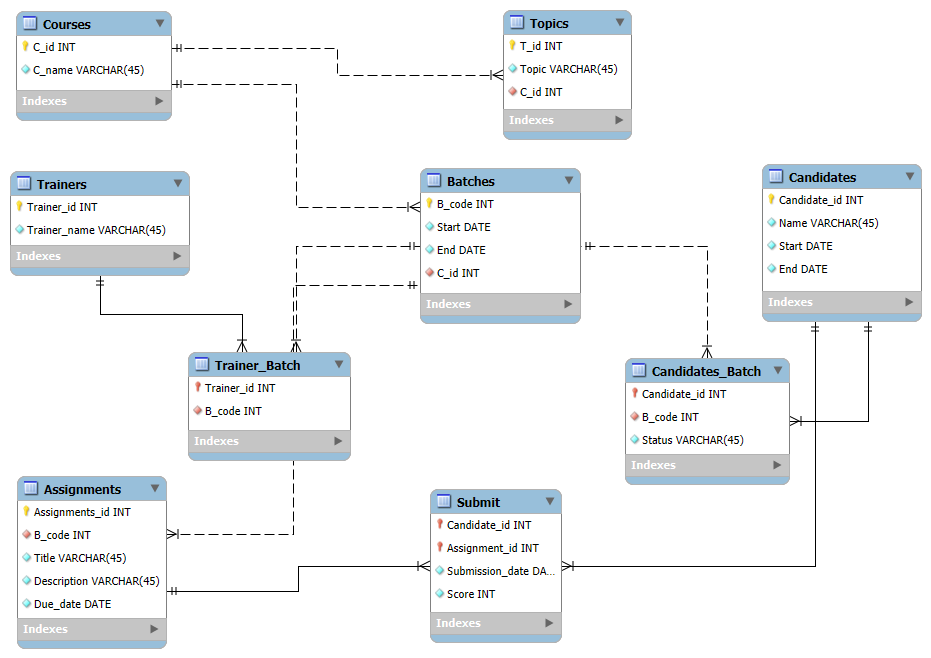 Courses
C_id INT
C_name VARCHAR(45)
Indexes
Topics
T_id INT
Topic VARCHAR(45)
C_id INT
Indexes
Trainers
Trainer_id INT
Trainer_name VARCHAR(45)
Indexes
Batches
B_code INT
Start DATE
End DATE
C_id INT
Indexes
Candidates
Candidate_id INT
Name VARCHAR(45)
Start DATE
End DATE
Indexes
Trainer_Batch
Trainer_id INT
B_code INT
Indexes
Candidates_Batch
Candidate_id INT
B_code INT
Status VARCHAR(45)
Indexes
Assignments
Assignments_id INT
B_code INT
Title VARCHAR(45)
Description VARCHAR(45)
Due_date DATE
Indexes
Submit
Candidate_id INT
Assignment_id INT
Submission_date DA...
Score INT
Indexes